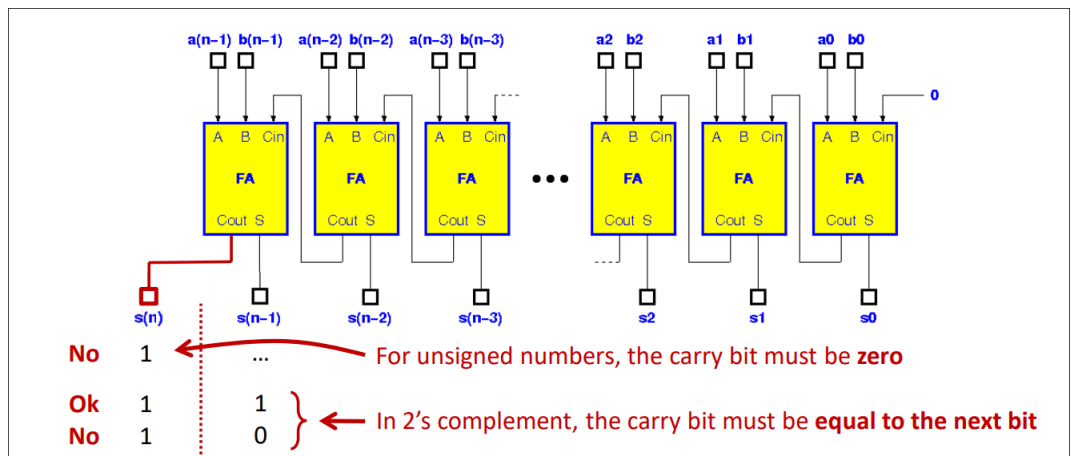 a(n−1) b(n−1) a(n−2) b(n−2) a(n−3) b(n−3) a2 b2 a1 b1 a0 b0
0
A B Cin A B Cin A B Cin A B Cin A B Cin A B Cin
FA FA FA ••• FA FA FA
Cout S Cout S Cout S Cout S Cout S Cout S
s(n) s(n−1) s(n−2) s(n−3) s2 s1 s0
No 1 ... For unsigned numbers, the carry bit must be zero
Ok 1 1
In 2's complement, the carry bit must be equal to the next bit
No 1 0